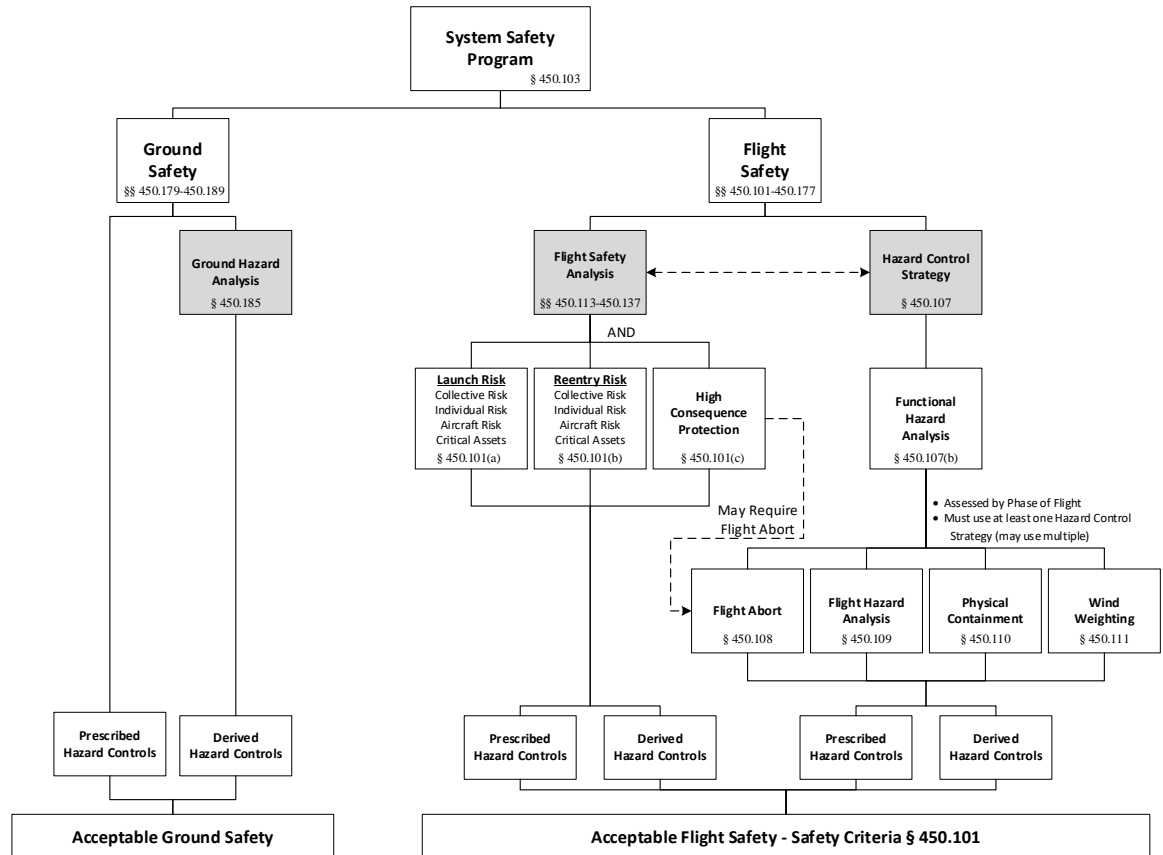 System Safety
Program
§ 450.103
Ground
Safety
§§ 450.179-450.189
Flight
Safety
§§ 450.101-450.177
Ground Hazard
Analysis
§ 450.185
Flight Safety
Analysis
§§ 450.113-450.137
Hazard Control
Strategy
§ 450.107
AND
Launch Risk
Collective Risk
Individual Risk
Aircraft Risk
Critical Assets
§ 450.101(a)
Reentry Risk
Collective Risk
Individual Risk
Aircraft Risk
Critical Assets
§ 450.101(b)
High
Consequence
Protection
§ 450.101(c)
Functional
Hazard
Analysis
§ 450.107(b)
May Require
Flight Abort
• Assessed by Phase of Flight
• Must use at least one Hazard Control
Strategy (may use multiple)
Flight Abort
§ 450.108
Flight Hazard
Analysis
§ 450.109
Physical
Containment
§ 450.110
Wind
Weighting
§ 450.111
Prescribed
Hazard Controls
Derived
Hazard Controls
Prescribed
Hazard Controls
Derived
Hazard Controls
Prescribed
Hazard Controls
Derived
Hazard Controls
Acceptable Ground Safety
Acceptable Flight Safety - Safety Criteria § 450.101